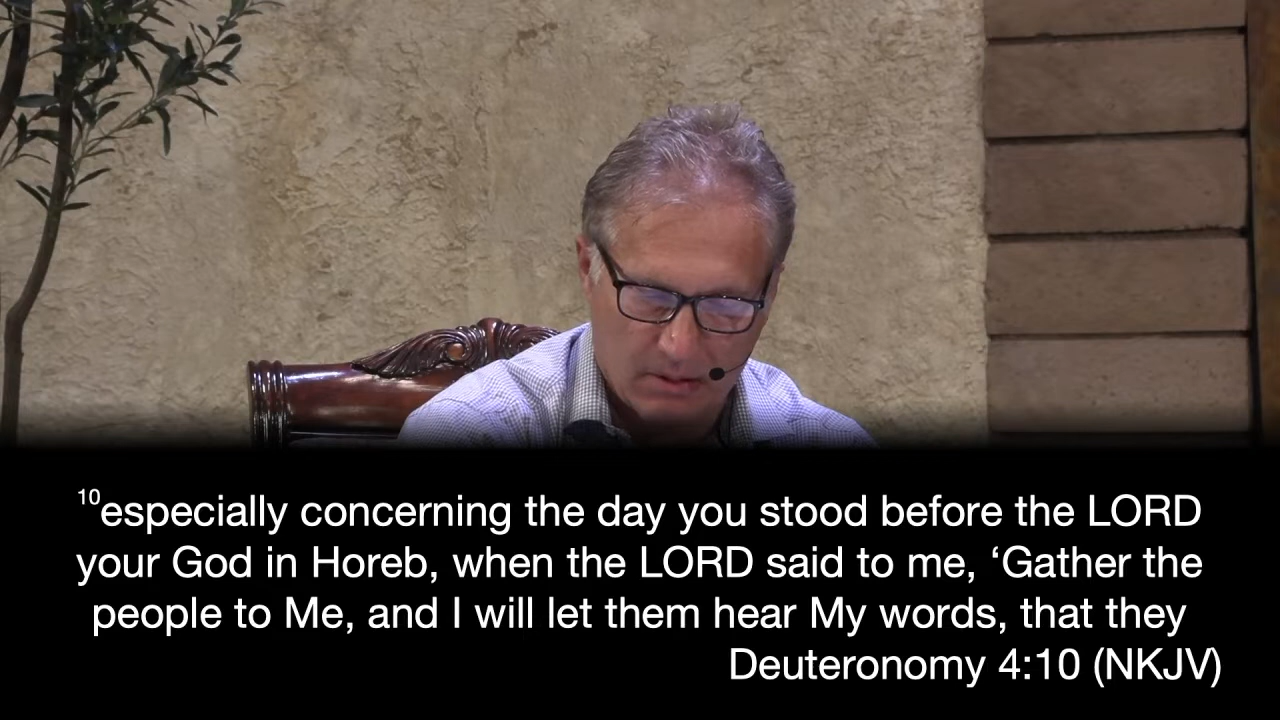 10especially concerning the day you stood before the LORD
your God in Horeb, when the LORD said to me, ‘Gather the
people to Me, and I will let them hear My words, that they
Deuteronomy 4:10 (NKJV)